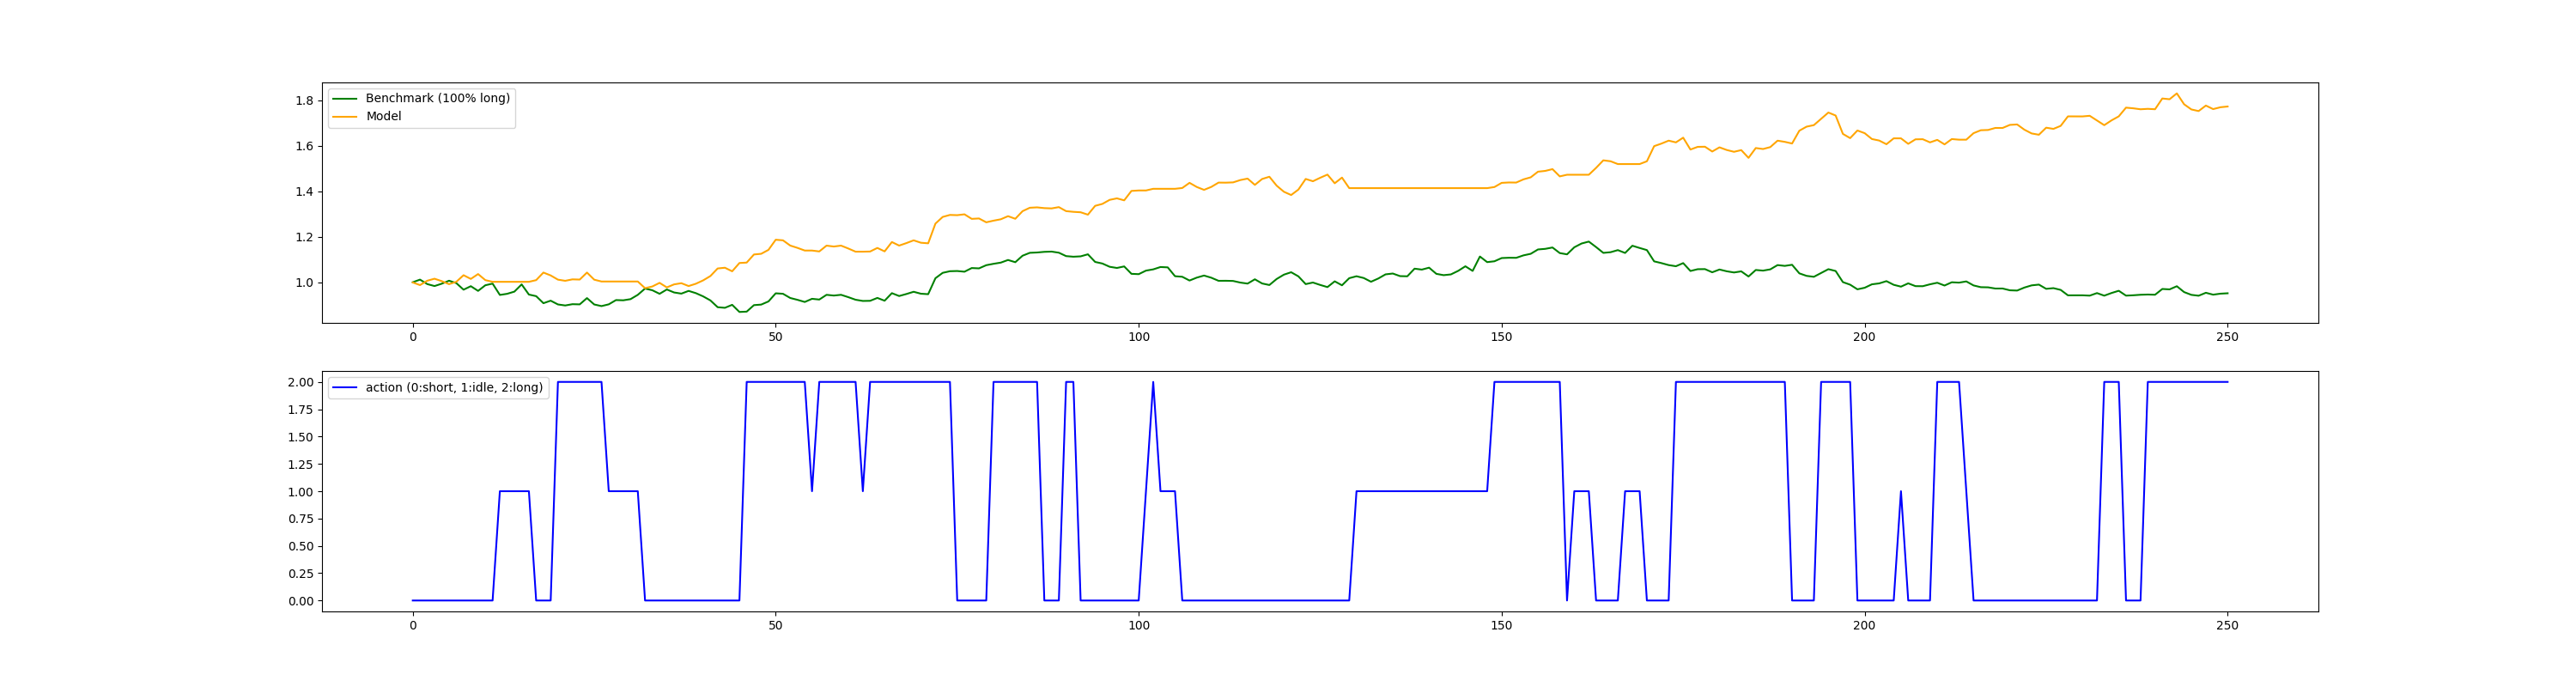 1.8
1.6
1.4
1.2
1.0
Benchmark (100% long)
Model
0 50 100 150 200 250
2.00
1.75
1.50
1.25
1.00
0.75
0.50
0.25
0.00
action (0:short, 1:idle, 2:long)
0 50 100 150 200 250